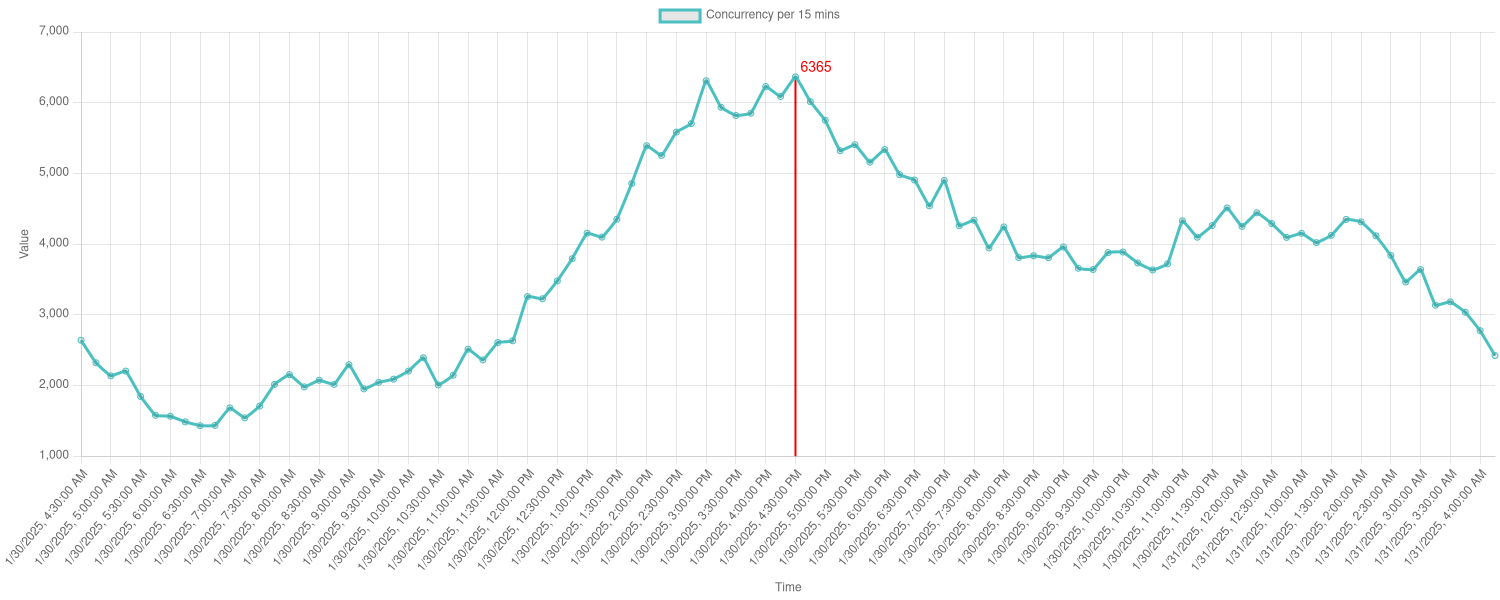 Concurrency per 15 mins
7,000
6,000
5,000
4,000
3,000
2,000
1,000
Value
6365
1/30/2025, 4:30:00 AM
1/30/2025, 5:00:00 AM
1/30/2025, 5:30:00 AM
1/30/2025, 6:00:00 AM
1/30/2025, 6:30:00 AM
1/30/2025, 7:00:00 AM
1/30/2025, 7:30:00 AM
1/30/2025, 8:00:00 AM
1/30/2025, 8:30:00 AM
1/30/2025, 9:00:00 AM
1/30/2025, 9:30:00 AM
1/30/2025, 10:00:00 AM
1/30/2025, 10:30:00 AM
1/30/2025, 11:00:00 AM
1/30/2025, 11:30:00 AM
1/30/2025, 12:00:00 PM
1/30/2025, 12:30:00 PM
1/30/2025, 1:00:00 PM
1/30/2025, 1:30:00 PM
1/30/2025, 2:00:00 PM
1/30/2025, 2:30:00 PM
1/30/2025, 3:00:00 PM
1/30/2025, 3:30:00 PM
1/30/2025, 4:00:00 PM
1/30/2025, 4:30:00 PM
1/30/2025, 5:00:00 PM
1/30/2025, 5:30:00 PM
1/30/2025, 6:00:00 PM
1/30/2025, 6:30:00 PM
1/30/2025, 7:00:00 PM
1/30/2025, 7:30:00 PM
1/30/2025, 8:00:00 PM
1/30/2025, 8:30:00 PM
1/30/2025, 9:00:00 PM
1/30/2025, 9:30:00 PM
1/30/2025, 10:00:00 PM
1/30/2025, 10:30:00 PM
1/30/2025, 11:00:00 PM
1/30/2025, 11:30:00 PM
1/31/2025, 12:00:00 AM
1/31/2025, 12:30:00 AM
1/31/2025, 1:00:00 AM
1/31/2025, 1:30:00 AM
1/31/2025, 2:00:00 AM
1/31/2025, 2:30:00 AM
1/31/2025, 3:00:00 AM
1/31/2025, 3:30:00 AM
1/31/2025, 4:00:00 AM
Time